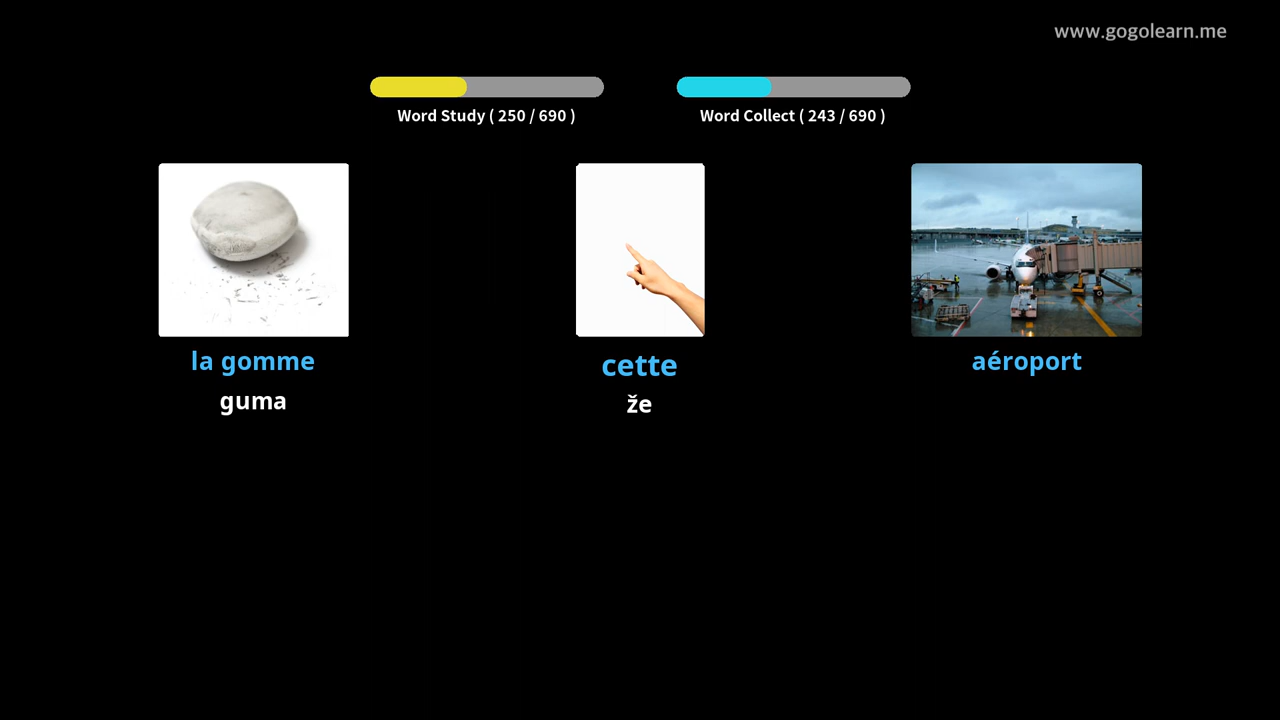 www.gogolearn.me
Word Study ( 250 / 690 )
Word Collect ( 243 / 690 )
la gomme
guma
cette
že
aéroport